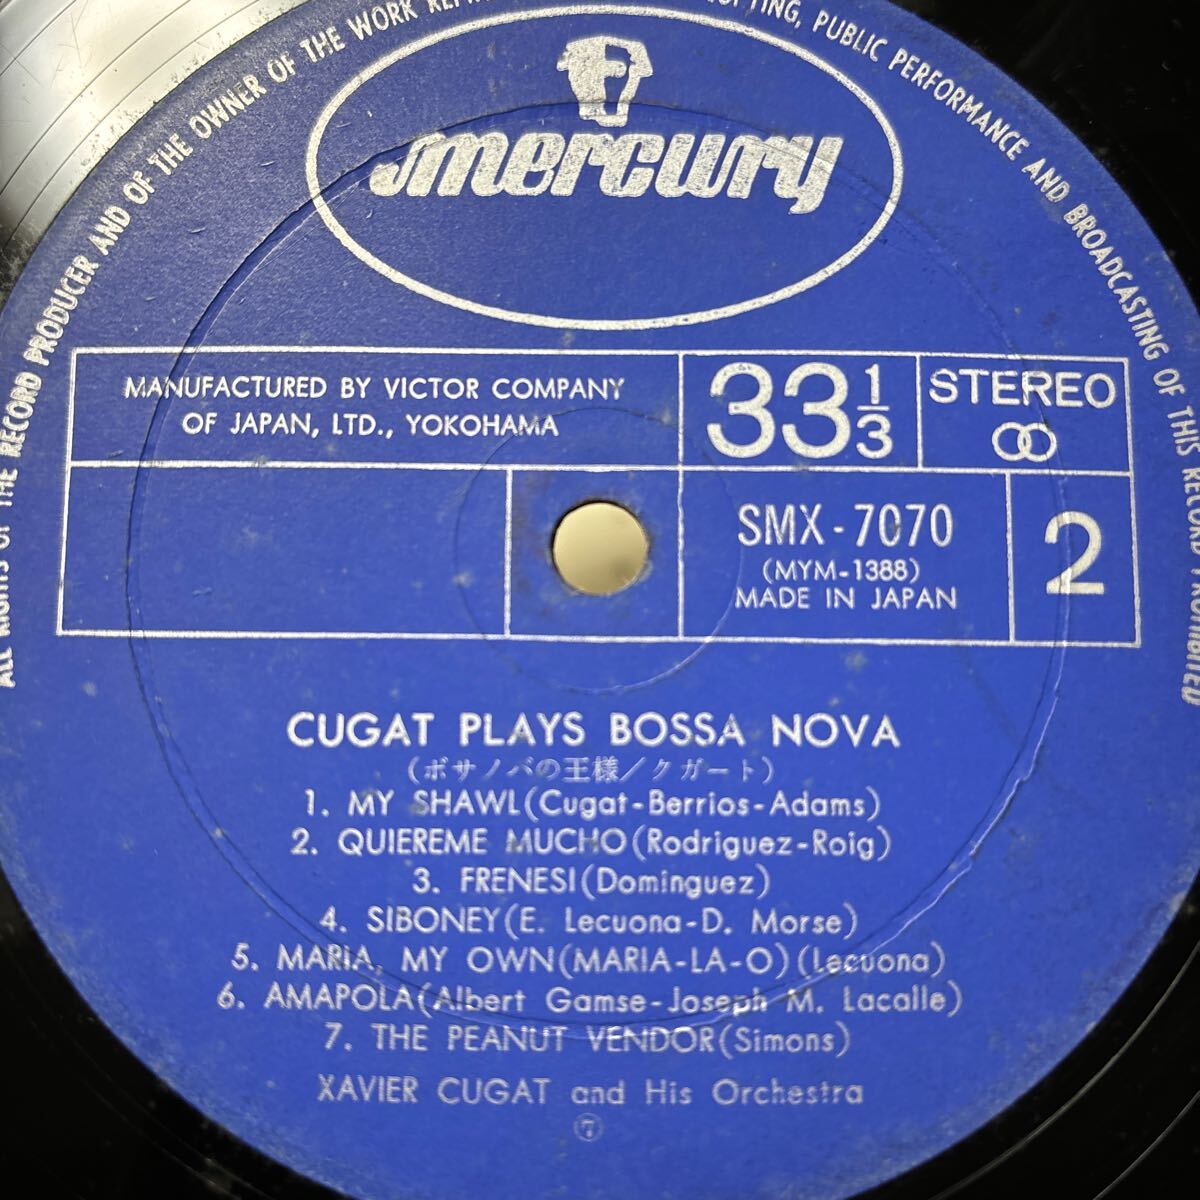 ALL RIGHTS OF THE RECORD PRODUCER AND OF THE OWNER OF THE WORK
PUBLIC PERFORMANCE AND BROADCASTING OF THIS RECORD PROHIBITED
mercury
MANUFACTURED BY VICTOR COMPANY
OF JAPAN, LTD., YOKOHAMA
33 1/3
STEREO
SMX-7070
(MYM-1388)
MADE IN JAPAN
2
CUGAT PLAYS BOSSA NOVA
(ボサノバの王様/クガート)
1. MY SHAWL(Cugat-Berrios-Adams)
2. QUIEREME MUCHO(Rodriguez-Roig)
3. FRENESI(Dominguez)
4. SIBONEY(E. Lecuona-D. Morse)
5. MARIA, MY OWN(MARIA-LA-O)(Lecuona)
6. AMAPOLA(Albert Gamse-Joseph M. Lacalle)
7. THE PEANUT VENDOR(Simons)
XAVIER CUGAT and His Orchestra
⑦